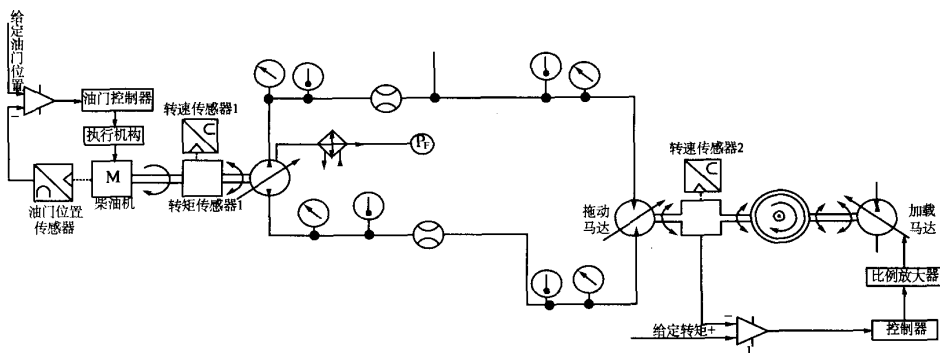 给定油门位置
油门控制器
执行机构
M
柴油机
油门位置
传感器
转速传感器1
转矩传感器1
P_F
转速传感器2
拖动
马达
加载
马达
比例放大器
控制器
给定转矩+
−
−
1